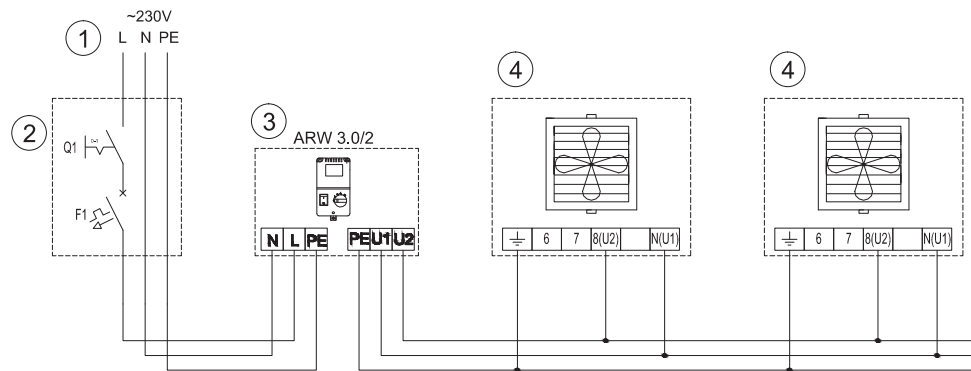 ~230V
1
L N PE
2
Q1
F1
3
ARW 3.0/2
N L PE PE U1 U2
4
6 7 8(U2) N(U1)
4
6 7 8(U2) N(U1)